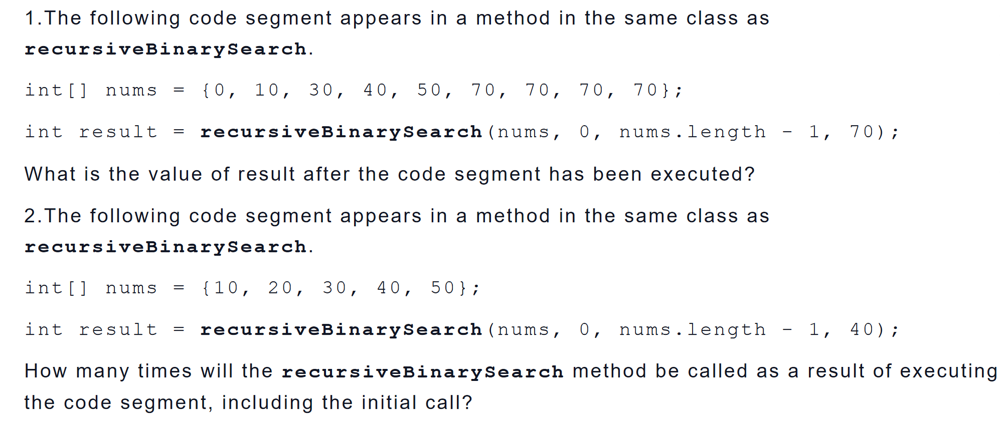 1.The following code segment appears in a method in the same class as
recursiveBinarySearch.
int[] nums = {0, 10, 30, 40, 50, 70, 70, 70, 70};
int result = recursiveBinarySearch(nums, 0, nums.length - 1, 70);
What is the value of result after the code segment has been executed?
2.The following code segment appears in a method in the same class as
recursiveBinarySearch.
int[] nums = {10, 20, 30, 40, 50};
int result = recursiveBinarySearch(nums, 0, nums.length - 1, 40);
How many times will the recursiveBinarySearch method be called as a result of executing
the code segment, including the initial call?